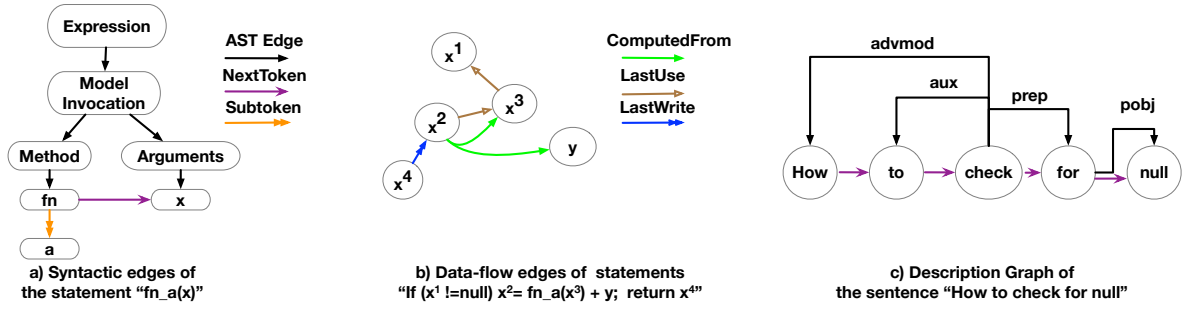 Expression
Model
Invocation
Method
Arguments
fn
x
a
AST Edge
NextToken
Subtoken
a) Syntactic edges of
the statement “fn_a(x)”
x¹
x³
x²
y
x⁴
ComputedFrom
LastUse
LastWrite
b) Data-flow edges of statements
“If (x¹ !=null) x²= fn_a(x³) + y; return x⁴”
advmod
aux
prep
pobj
How
to
check
for
null
c) Description Graph of
the sentence “How to check for null”